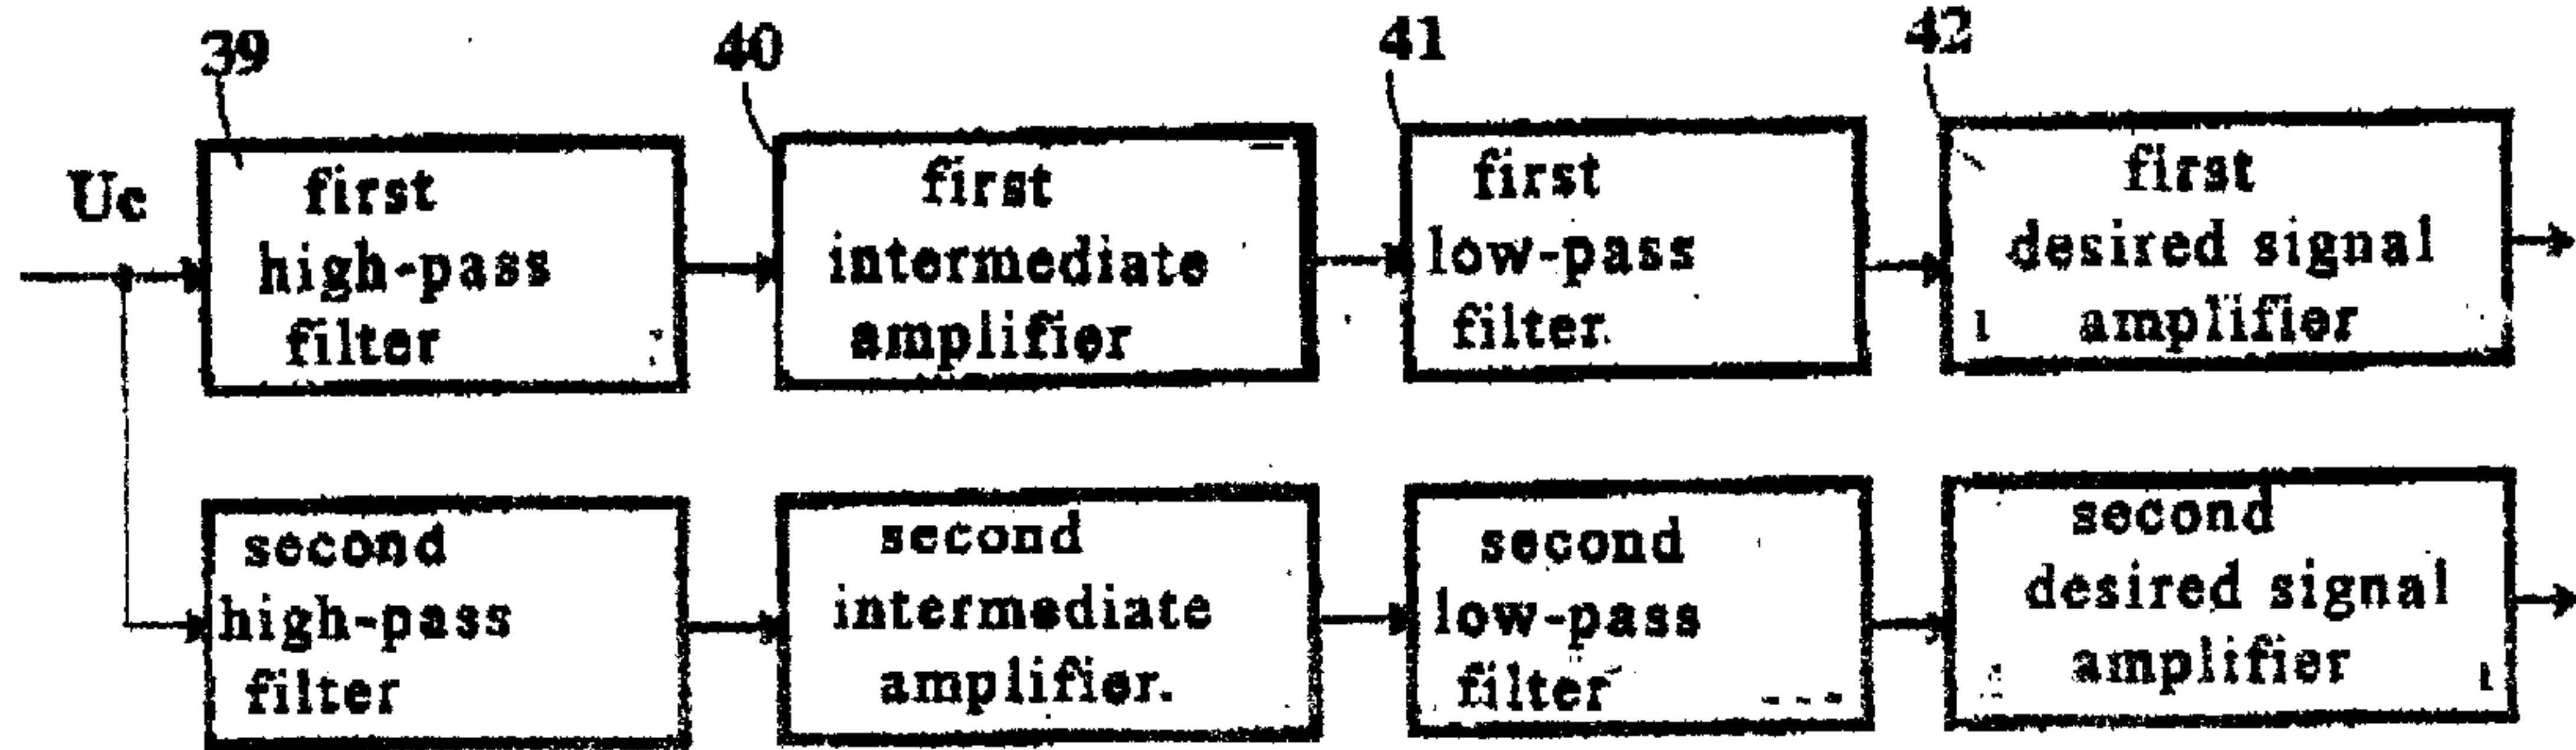 39
40
41
42
Uc
first
high-pass
filter
first
intermediate
amplifier
first
low-pass
filter
first
desired signal
amplifier
second
high-pass
filter
second
intermediate
amplifier.
second
low-pass
filter
second
desired signal
amplifier